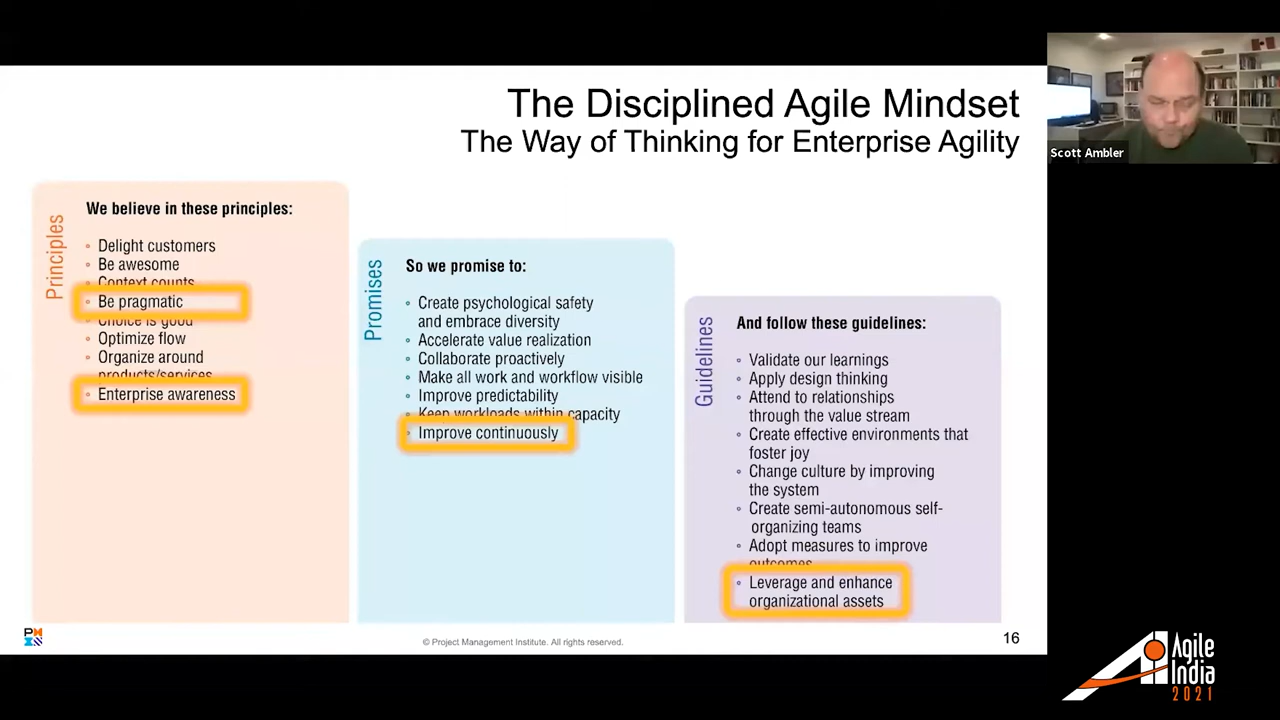 The Disciplined Agile Mindset
The Way of Thinking for Enterprise Agility
Scott Ambler
Principles
We believe in these principles:
Delight customers
Be awesome
Context counts
Be pragmatic
Choice is good
Optimize flow
Organize around
products/services
Enterprise awareness
Promises
So we promise to:
Create psychological safety
and embrace diversity
Accelerate value realization
Collaborate proactively
Make all work and workflow visible
Improve predictability
Keep workloads within capacity
Improve continuously
Guidelines
And follow these guidelines:
Validate our learnings
Apply design thinking
Attend to relationships
through the value stream
Create effective environments that
foster joy
Change culture by improving
the system
Create semi-autonomous self-
organizing teams
Adopt measures to improve
outcomes
Leverage and enhance
organizational assets
© Project Management Institute. All rights reserved.
16
Agile
India
2021